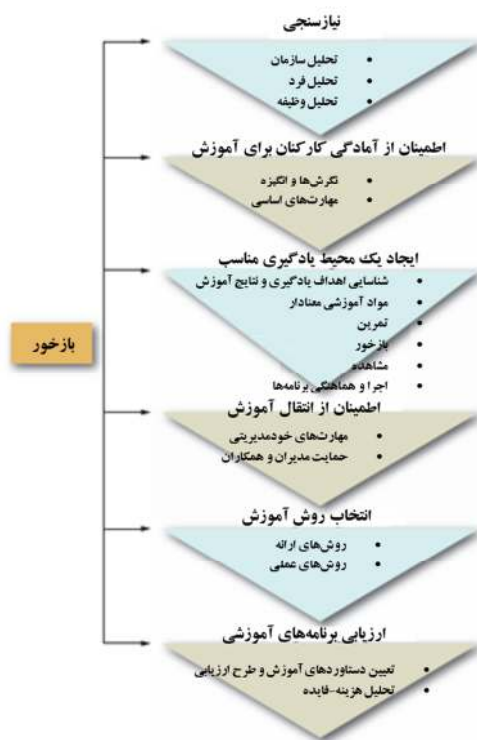 نیازسنجی
• تحلیل سازمان
• تحلیل فرد
• تحلیل وظیفه
اطمینان از آمادگی کارکنان برای آموزش
• نگرش‌ها و انگیزه
• مهارت‌های اساسی
ایجاد یک محیط یادگیری مناسب
• شناسایی اهداف یادگیری و نتایج آموزش
• مواد آموزشی معنادار
• تمرین
• بازخور
• مشاهده
• اجرا و هماهنگی برنامه‌ها
بازخور
اطمینان از انتقال آموزش
• مهارت‌های خودمدیریتی
• حمایت مدیران و همکاران
انتخاب روش آموزش
• روش‌های ارائه
• روش‌های عملی
ارزیابی برنامه‌های آموزشی
• تعیین دستاوردهای آموزش و طرح ارزیابی
• تحلیل هزینه-فایده